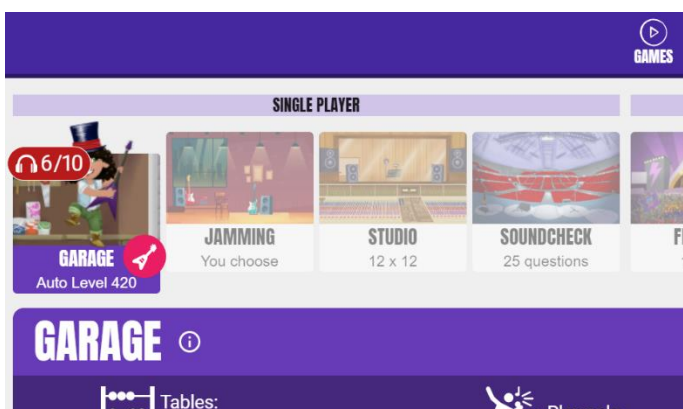 GAMES
SINGLE PLAYER
6/10
GARAGE
Auto Level 420
JAMMING
You choose
STUDIO
12 x 12
SOUNDCHECK
25 questions
GARAGE
Tables: